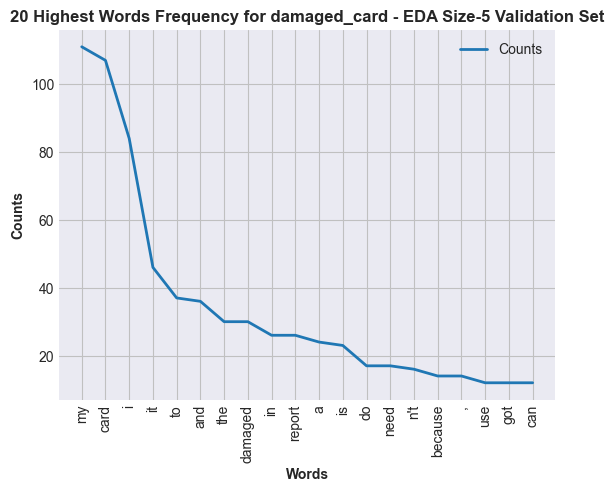 20 Highest Words Frequency for damaged_card - EDA Size-5 Validation Set
Counts
Counts
100
80
60
40
20
my
card
i
it
to
and
the
damaged
in
report
a
is
do
need
n't
because
,
use
got
can
Words